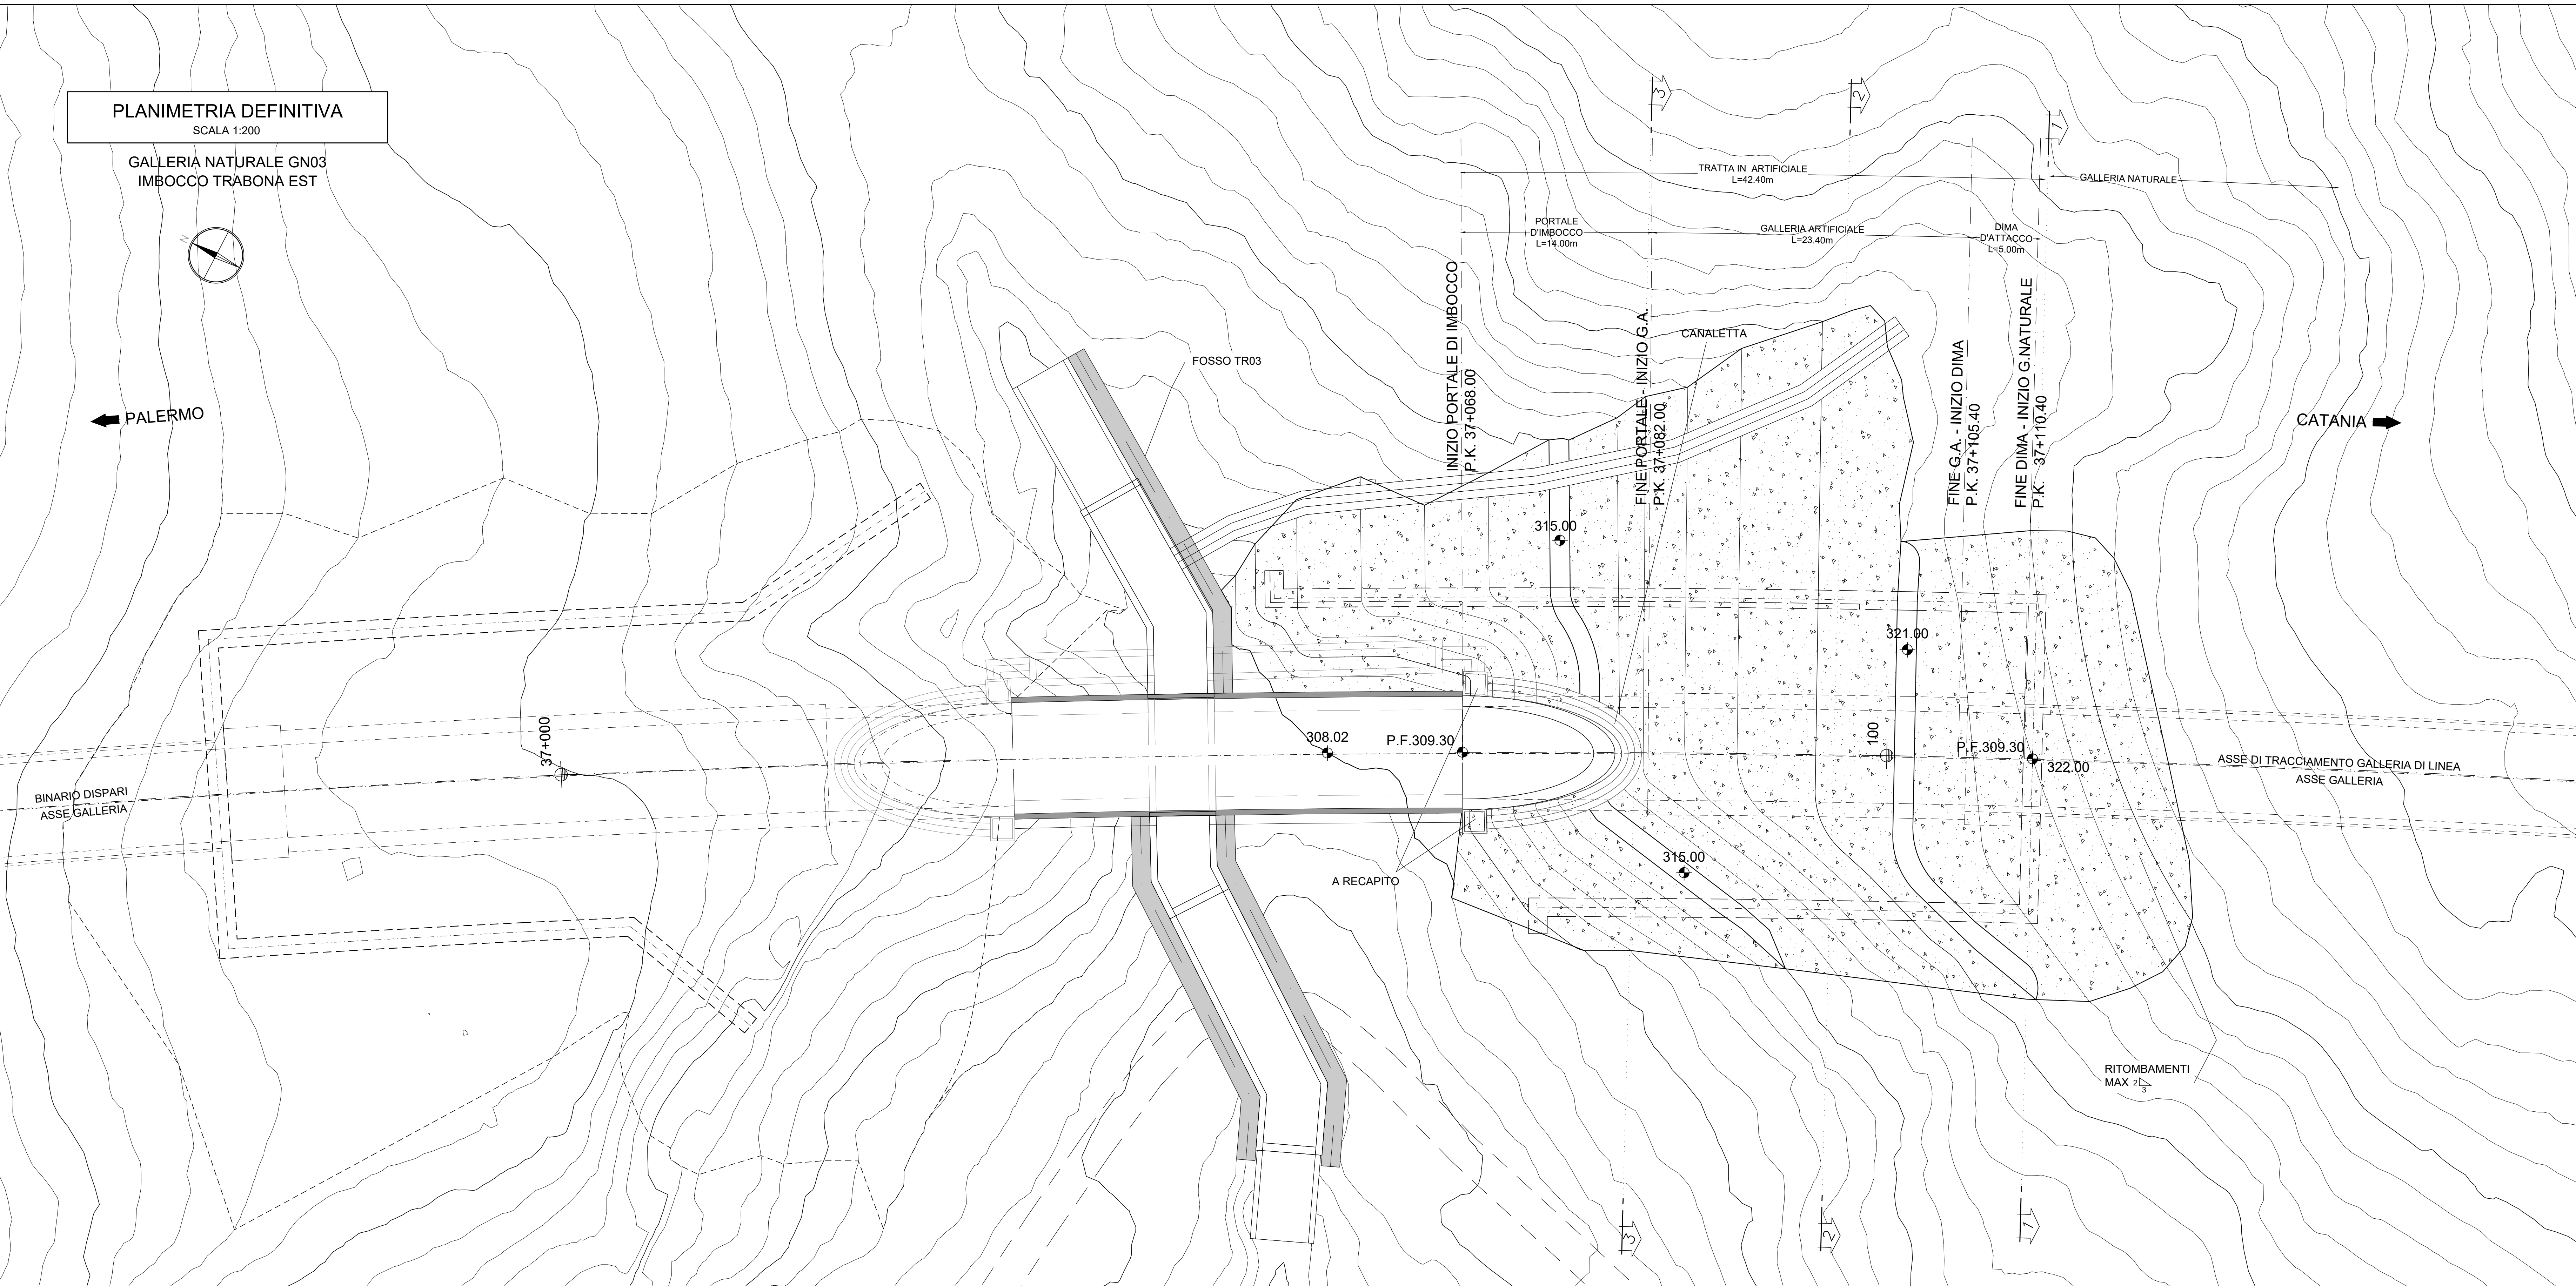 PLANIMETRIA DEFINITIVA
SCALA 1:200
GALLERIA NATURALE GN03
IMBOCCO TRABONA EST
N
PALERMO
CATANIA
3
2
1
TRATTA IN ARTIFICIALE
L=42.40m
GALLERIA NATURALE
PORTALE
D'IMBOCCO
L=14.00m
GALLERIA ARTIFICIALE
L=23.40m
DIMA
D'ATTACCO
L=5.00m
INIZIO PORTALE DI IMBOCCO
P.K. 37+068.00
FINE PORTALE - INIZIO G.A.
P.K. 37+082.00
FINE G.A. - INIZIO DIMA
P.K. 37+105.40
FINE DIMA - INIZIO G.NATURALE
P.K. 37+110.40
CANALETTA
FOSSO TR03
315.00
321.00
37+000
308.02
P.F.309.30
100
P.F.309.30
322.00
ASSE DI TRACCIAMENTO GALLERIA DI LINEA
ASSE GALLERIA
BINARIO DISPARI
ASSE GALLERIA
315.00
A RECAPITO
RITOMBAMENTI
MAX 2
3
3
2
1